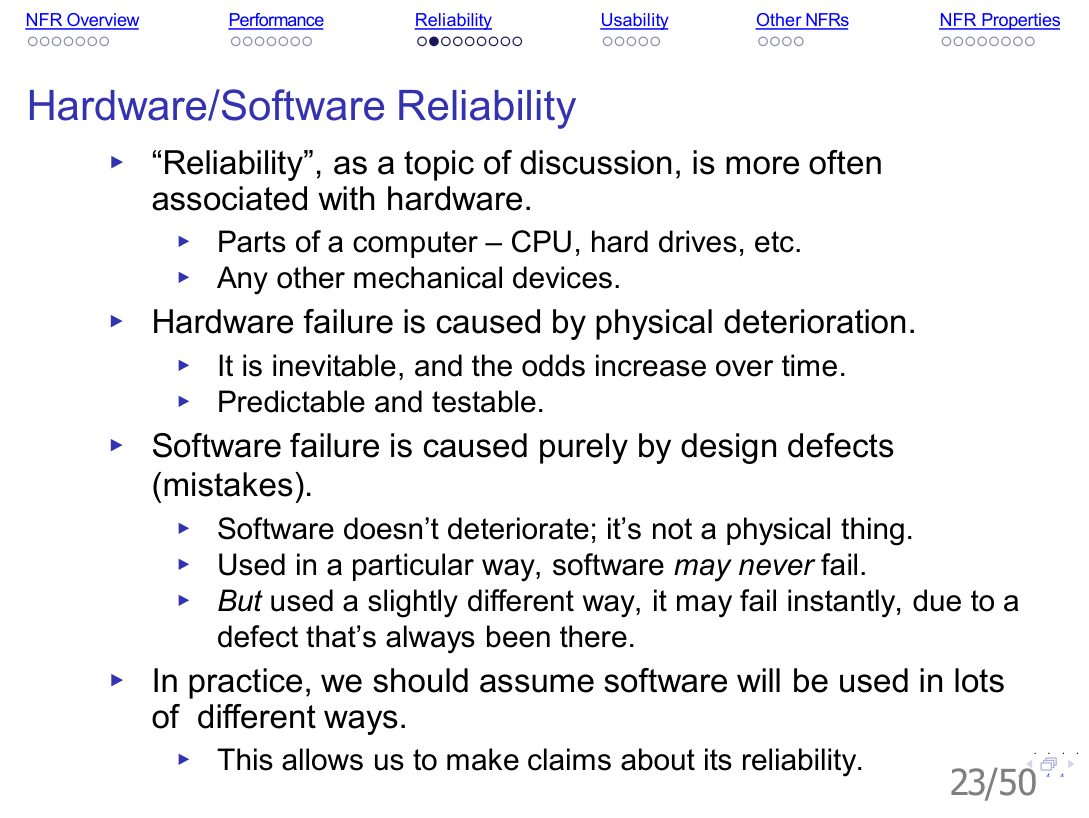 NFR Overview Performance Reliability Usability Other NFRs NFR Properties
Hardware/Software Reliability
“Reliability”, as a topic of discussion, is more often
associated with hardware.
Parts of a computer – CPU, hard drives, etc.
Any other mechanical devices.
Hardware failure is caused by physical deterioration.
It is inevitable, and the odds increase over time.
Predictable and testable.
Software failure is caused purely by design defects
(mistakes).
Software doesn’t deteriorate; it’s not a physical thing.
Used in a particular way, software may never fail.
But used a slightly different way, it may fail instantly, due to a
defect that’s always been there.
In practice, we should assume software will be used in lots
of different ways.
This allows us to make claims about its reliability.
23/50